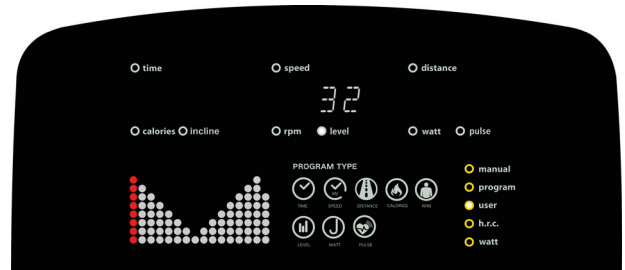 time speed distance
32
calories incline rpm level watt pulse
PROGRAM TYPE
manual
program
user
h.r.c.
watt
KM
TIME SPEED DISTANCE CALORIES RPM
LEVEL WATT PULSE